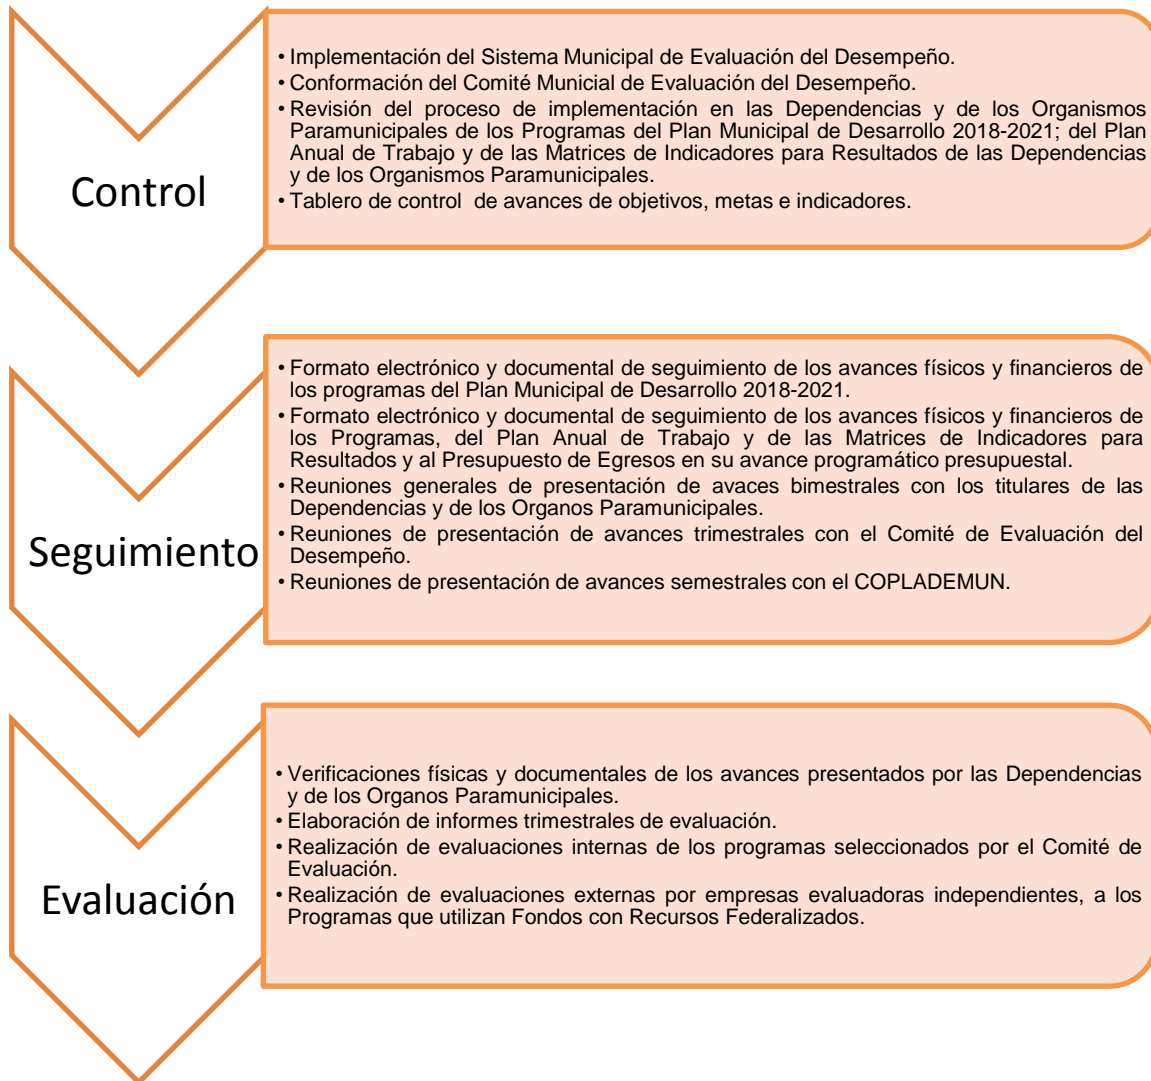 Control
• Implementación del Sistema Municipal de Evaluación del Desempeño.
• Conformación del Comité Municial de Evaluación del Desempeño.
• Revisión del proceso de implementación en las Dependencias y de los Organismos
Paramunicipales de los Programas del Plan Municipal de Desarrollo 2018-2021; del Plan
Anual de Trabajo y de las Matrices de Indicadores para Resultados de las Dependencias
y de los Organismos Paramunicipales.
• Tablero de control de avances de objetivos, metas e indicadores.
Seguimiento
• Formato electrónico y documental de seguimiento de los avances físicos y financieros de
los programas del Plan Municipal de Desarrollo 2018-2021.
• Formato electrónico y documental de seguimiento de los avances físicos y financieros de
los Programas, del Plan Anual de Trabajo y de las Matrices de Indicadores para
Resultados y al Presupuesto de Egresos en su avance programático presupuestal.
• Reuniones generales de presentación de avaces bimestrales con los titulares de las
Dependencias y de los Organos Paramunicipales.
• Reuniones de presentación de avances trimestrales con el Comité de Evaluación del
Desempeño.
• Reuniones de presentación de avances semestrales con el COPLADEMUN.
Evaluación
• Verificaciones físicas y documentales de los avances presentados por las Dependencias
y de los Organos Paramunicipales.
• Elaboración de informes trimestrales de evaluación.
• Realización de evaluaciones internas de los programas seleccionados por el Comité de
Evaluación.
• Realización de evaluaciones externas por empresas evaluadoras independientes, a los
Programas que utilizan Fondos con Recursos Federalizados.